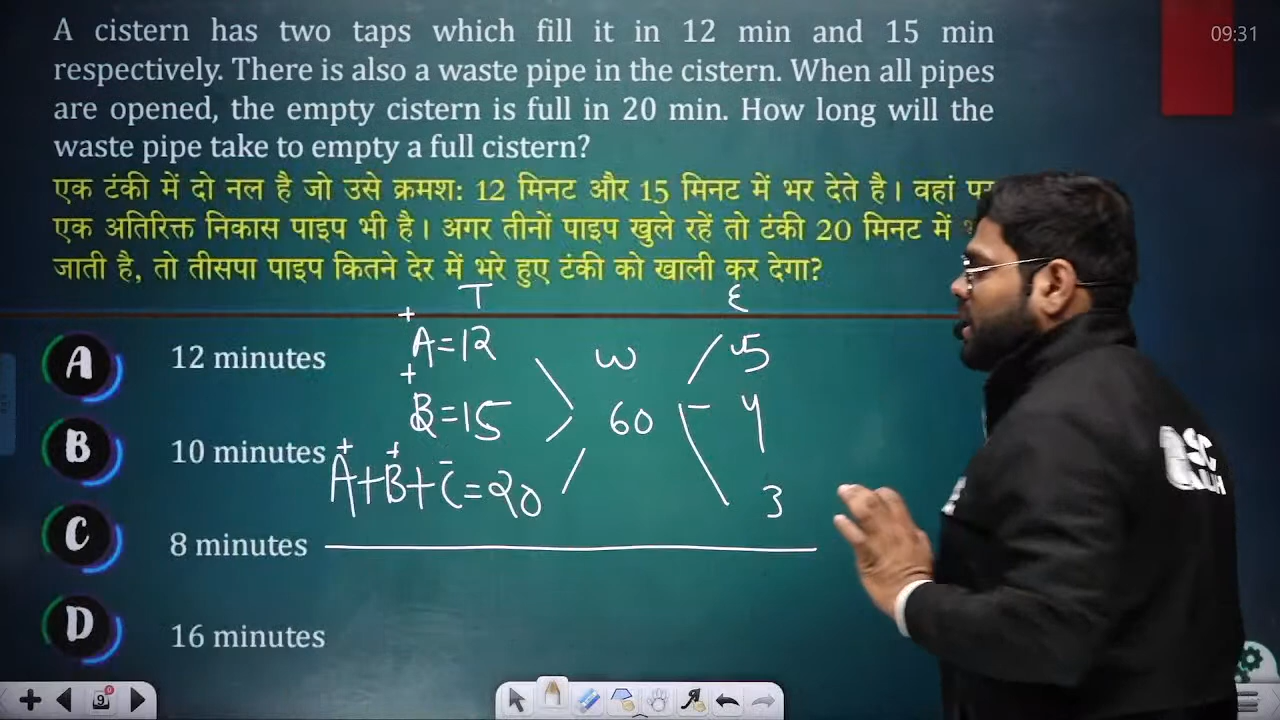 A cistern has two taps which fill it in 12 min and 15 min
respectively. There is also a waste pipe in the cistern. When all pipes
are opened, the empty cistern is full in 20 min. How long will the
waste pipe take to empty a full cistern?
एक टंकी में दो नल है जो उसे क्रमश: 12 मिनट और 15 मिनट में भर देते है। वहां पर
एक अतिरिक्त निकास पाइप भी है। अगर तीनों पाइप खुले रहें तो टंकी 20 मिनट में
जाती है, तो तीसपा पाइप कितने देर में भरे हुए टंकी को खाली कर देगा?
09:31
T E
+
A=12 W 5
+
B=15 60 4
+ + -
A+B+C=20 3
A 12 minutes
B 10 minutes
C 8 minutes
D 16 minutes
9